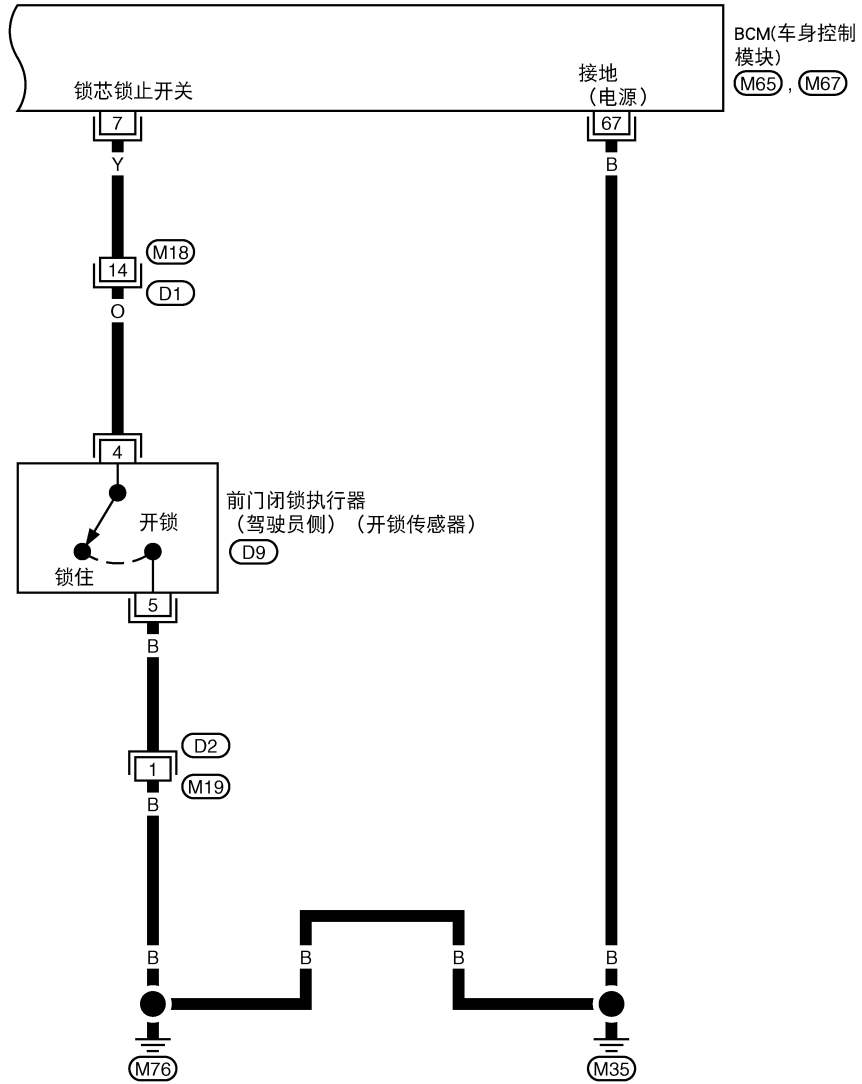 BCM(车身控制
模块)
M65 , M67
锁芯锁止开关
接地
（电源）
7
67
Y
B
M18
14
D1
O
4
前门闭锁执行器
（驾驶员侧）（开锁传感器）
D9
开锁
锁住
5
B
D2
1
M19
B
B
B
B
B
M76
M35